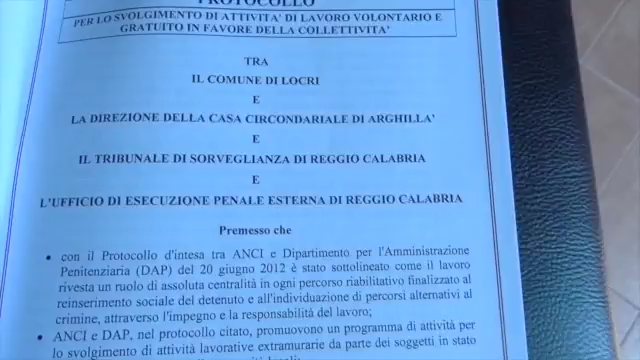 PROTOCOLLO
PER LO SVOLGIMENTO DI ATTIVITA' DI LAVORO VOLONTARIO E
GRATUITO IN FAVORE DELLA COLLETTIVITA'
TRA
IL COMUNE DI LOCRI
E
LA DIREZIONE DELLA CASA CIRCONDARIALE DI ARGHILLA'
E
IL TRIBUNALE DI SORVEGLIANZA DI REGGIO CALABRIA
E
L'UFFICIO DI ESECUZIONE PENALE ESTERNA DI REGGIO CALABRIA
Premesso che
• con il Protocollo d'intesa tra ANCI e Dipartimento per l'Amministrazione
Penitenziaria (DAP) del 20 giugno 2012 è stato sottolineato come il lavoro
rivesta un ruolo di assoluta centralità in ogni percorso riabilitativo finalizzato al
reinserimento sociale del detenuto e all'individuazione di percorsi alternativi al
crimine, attraverso l'impegno e la responsabilità del lavoro;
• ANCI e DAP, nel protocollo citato, promuovono un programma di attività per
lo svolgimento di attività lavorative extramurarie da parte dei soggetti in stato